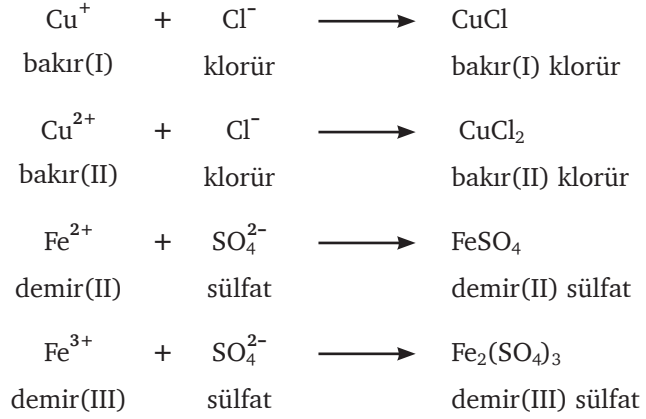 Cu⁺ + Cl⁻ ⟶ CuCl
bakır(I) klorür bakır(I) klorür
Cu²⁺ + Cl⁻ ⟶ CuCl₂
bakır(II) klorür bakır(II) klorür
Fe²⁺ + SO₄²⁻ ⟶ FeSO₄
demir(II) sülfat demir(II) sülfat
Fe³⁺ + SO₄²⁻ ⟶ Fe₂(SO₄)₃
demir(III) sülfat demir(III) sülfat